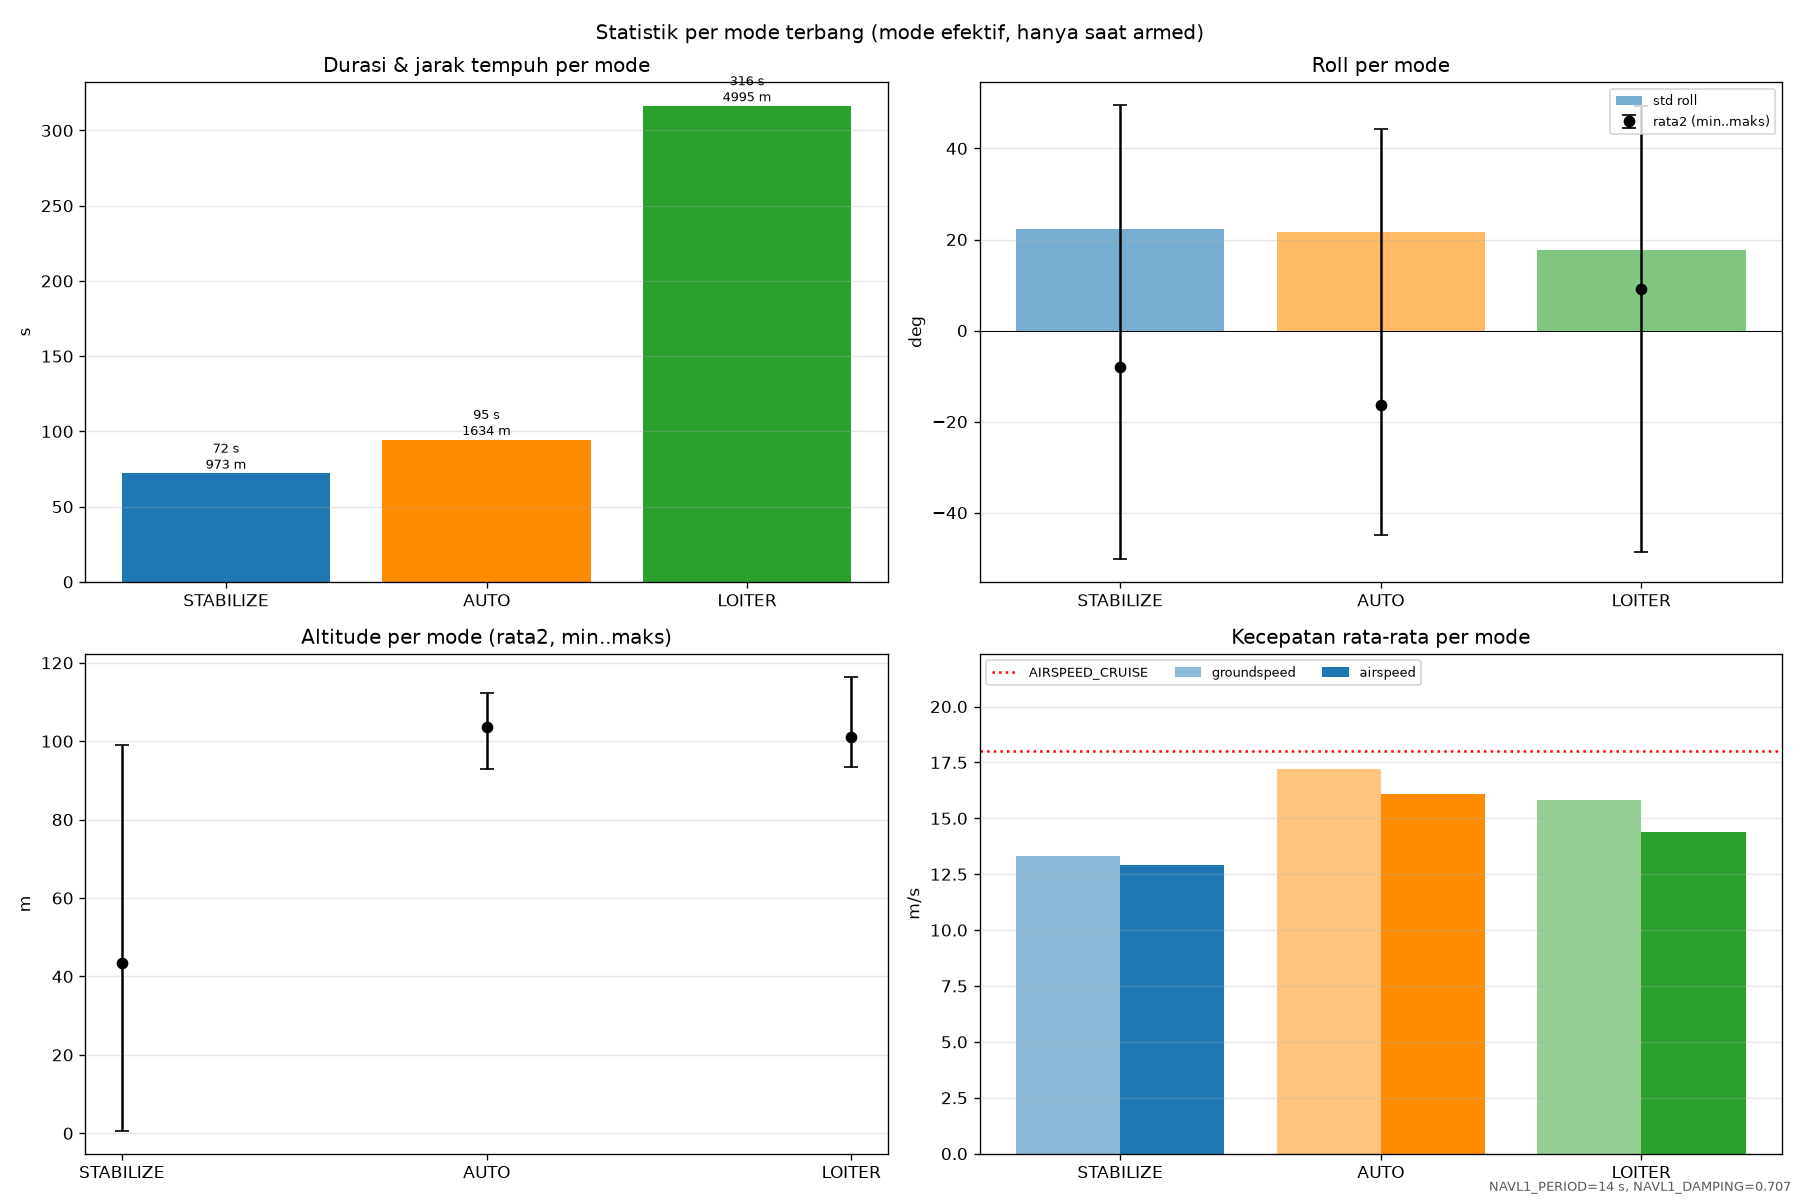 Statistik per mode terbang (mode efektif, hanya saat armed)
Durasi & jarak tempuh per mode
s
300
250
200
150
100
50
0
72 s
973 m
95 s
1634 m
316 s
4995 m
STABILIZE
AUTO
LOITER
Roll per mode
deg
40
20
0
−20
−40
std roll
rata2 (min..maks)
STABILIZE
AUTO
LOITER
Altitude per mode (rata2, min..maks)
m
120
100
80
60
40
20
0
STABILIZE
AUTO
LOITER
Kecepatan rata-rata per mode
m/s
20.0
17.5
15.0
12.5
10.0
7.5
5.0
2.5
0.0
AIRSPEED_CRUISE
groundspeed
airspeed
STABILIZE
AUTO
LOITER
NAVL1_PERIOD=14 s, NAVL1_DAMPING=0.707